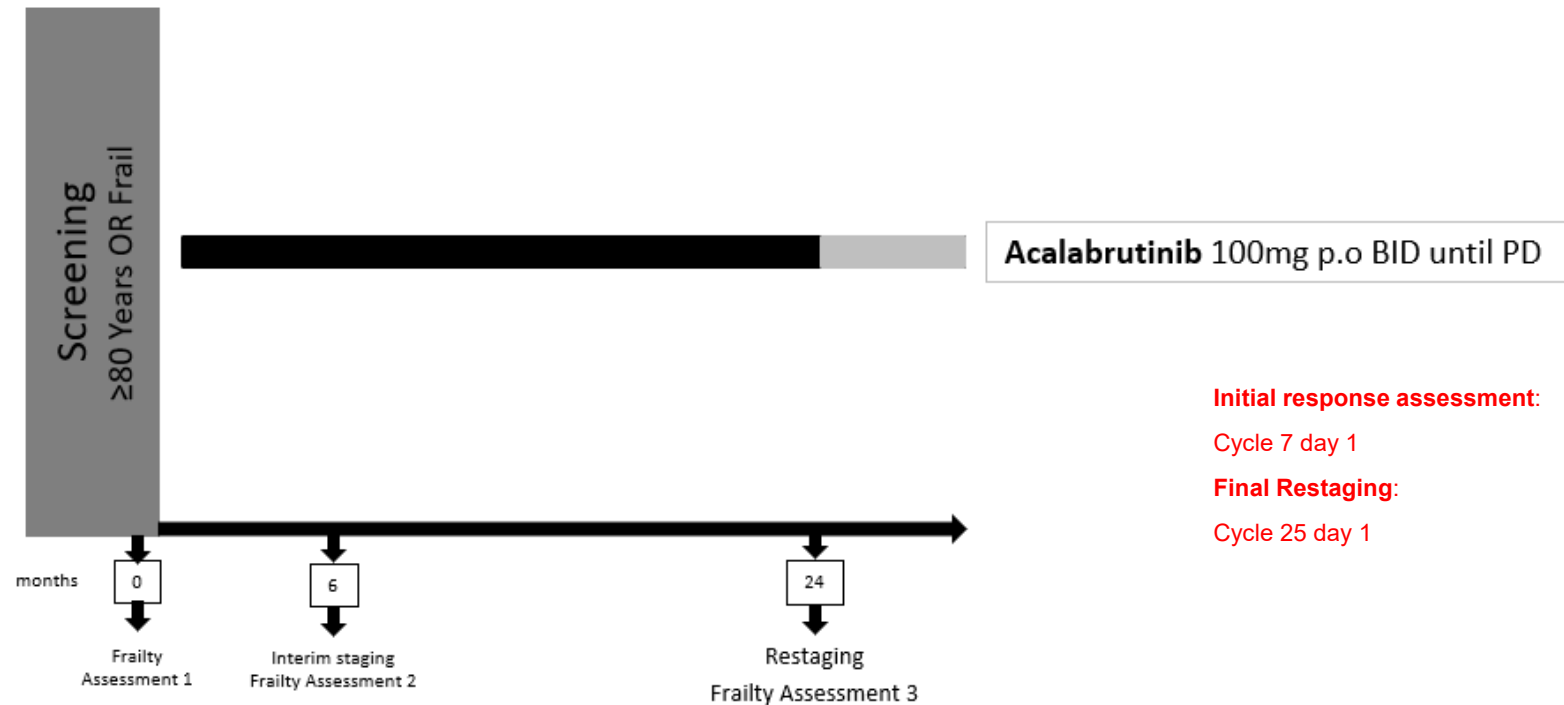 Screening
≥80 Years OR Frail
Acalabrutinib 100mg p.o BID until PD
Initial response assessment:
Cycle 7 day 1
Final Restaging:
Cycle 25 day 1
months
0
6
24
Frailty
Assessment 1
Interim staging
Frailty Assessment 2
Restaging
Frailty Assessment 3